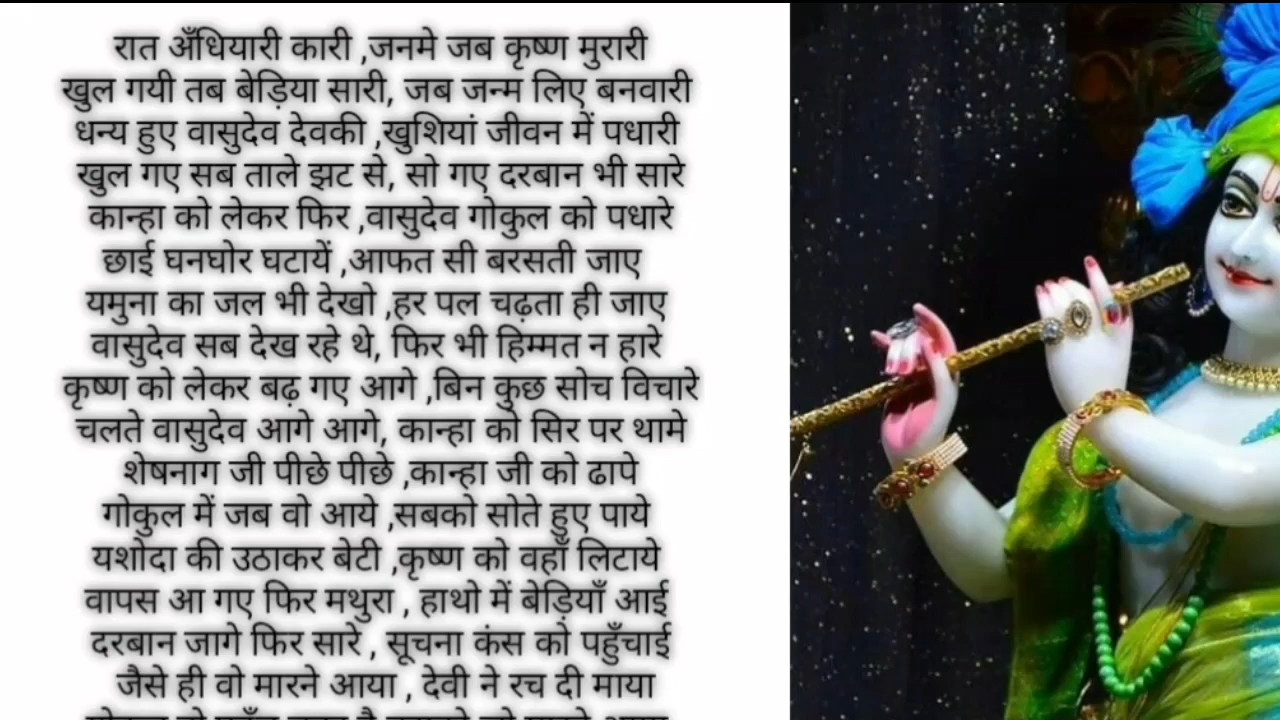 रात अँधियारी कारी ,जनमे जब कृष्ण मुरारी
खुल गयी तब बेड़िया सारी, जब जन्म लिए बनवारी
धन्य हुए वासुदेव देवकी ,खुशियां जीवन में पधारी
खुल गए सब ताले झट से, सो गए दरबान भी सारे
कान्हा को लेकर फिर ,वासुदेव गोकुल को पधारे
छाई घनघोर घटायें ,आफत सी बरसती जाए
यमुना का जल भी देखो ,हर पल चढ़ता ही जाए
वासुदेव सब देख रहे थे, फिर भी हिम्मत न हारे
कृष्ण को लेकर बढ़ गए आगे ,बिन कुछ सोच विचारे
चलते वासुदेव आगे आगे, कान्हा को सिर पर थामे
शेषनाग जी पीछे पीछे ,कान्हा जी को ढापे
गोकुल में जब वो आये ,सबको सोते हुए पाये
यशोदा की उठाकर बेटी ,कृष्ण को वहाँ लिटाये
वापस आ गए फिर मथुरा , हाथो में बेड़ियाँ आई
दरबान जागे फिर सारे , सूचना कंस को पहुँचाई
जैसे ही वो मारने आया , देवी ने रच दी माया